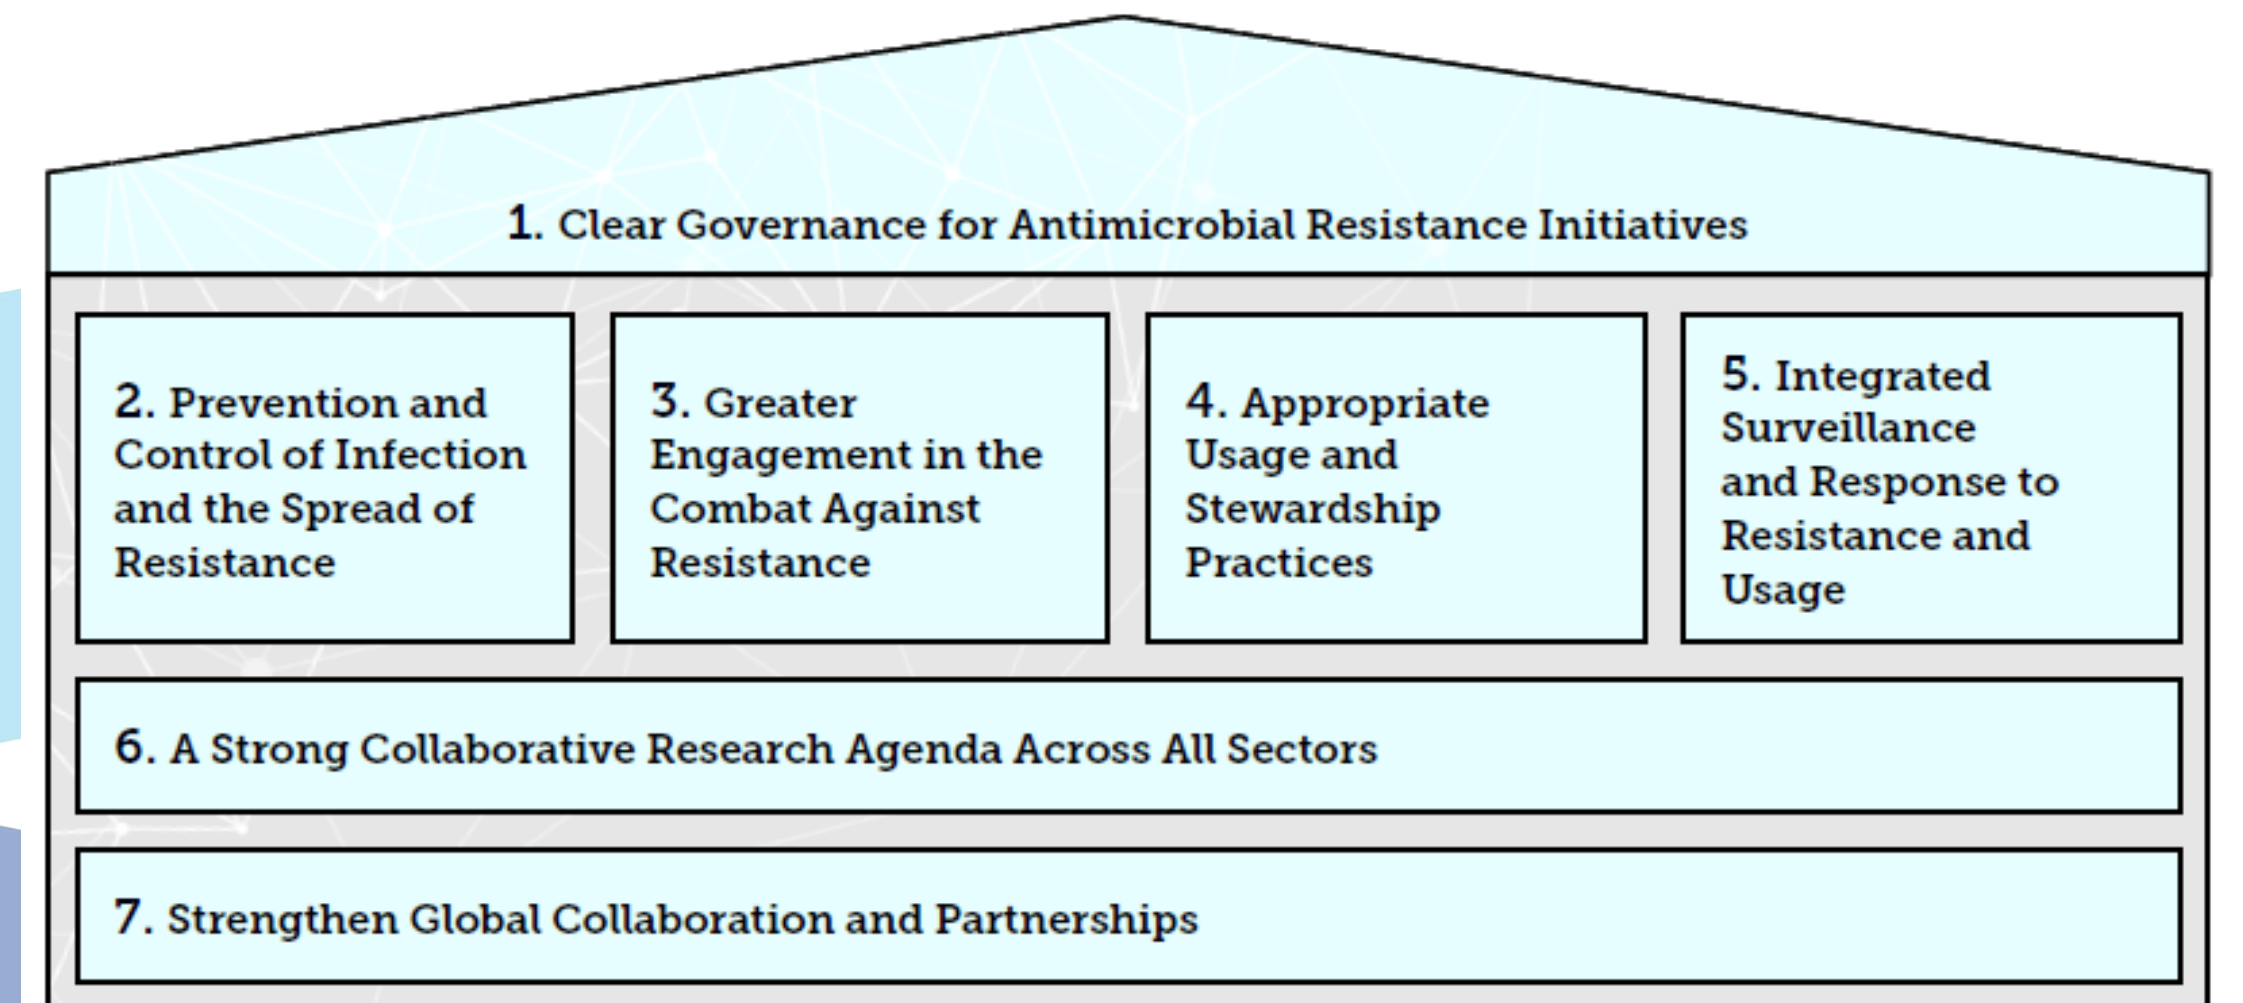 1. Clear Governance for Antimicrobial Resistance Initiatives
2. Prevention and
Control of Infection
and the Spread of
Resistance
3. Greater
Engagement in the
Combat Against
Resistance
4. Appropriate
Usage and
Stewardship
Practices
5. Integrated
Surveillance
and Response to
Resistance and
Usage
6. A Strong Collaborative Research Agenda Across All Sectors
7. Strengthen Global Collaboration and Partnerships